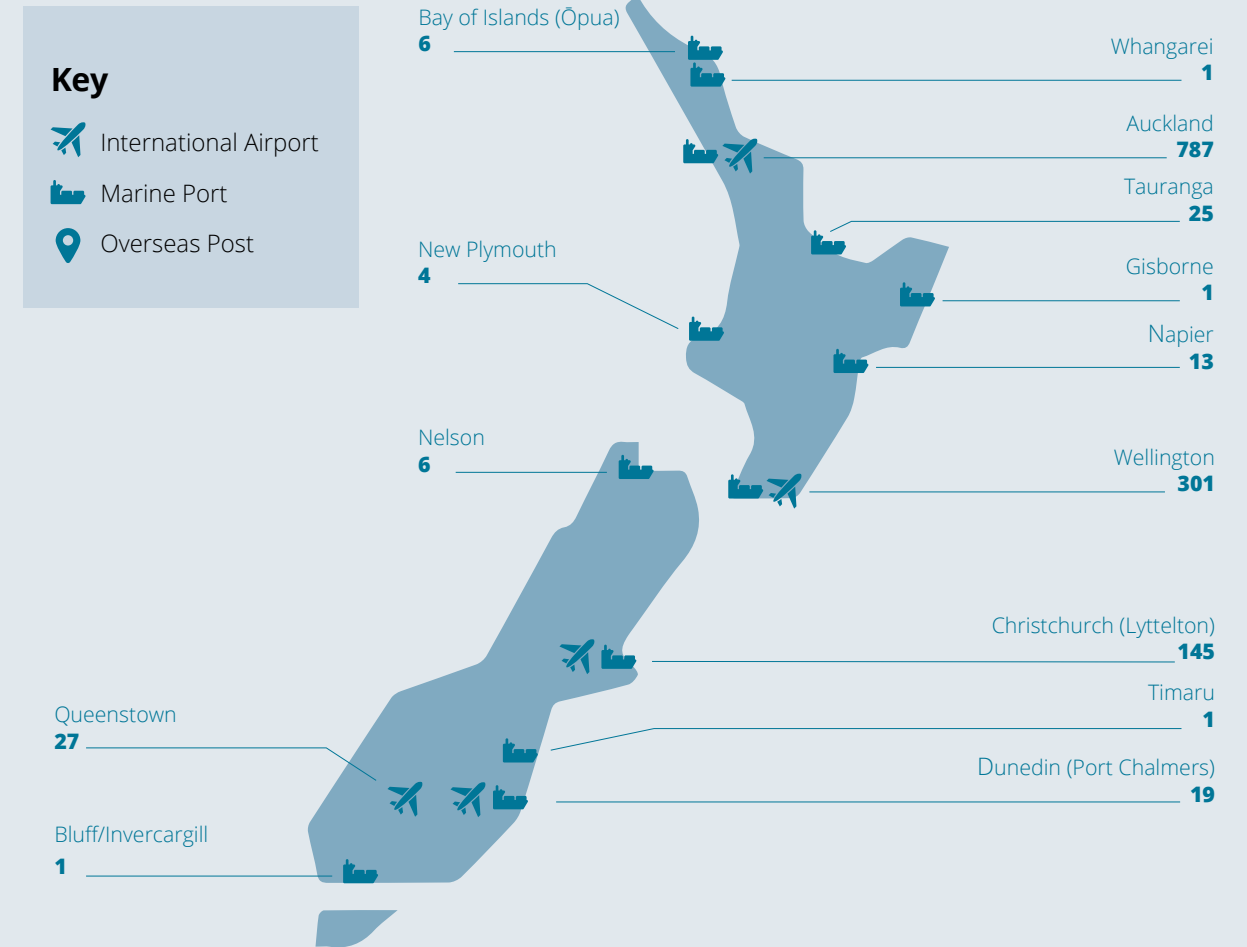 Key
International Airport
Marine Port
Overseas Post
Bay of Islands (Ōpua)
6
Whangarei
1
Auckland
787
Tauranga
25
New Plymouth
4
Gisborne
1
Napier
13
Nelson
6
Wellington
301
Christchurch (Lyttelton)
145
Timaru
1
Queenstown
27
Dunedin (Port Chalmers)
19
Bluff/Invercargill
1